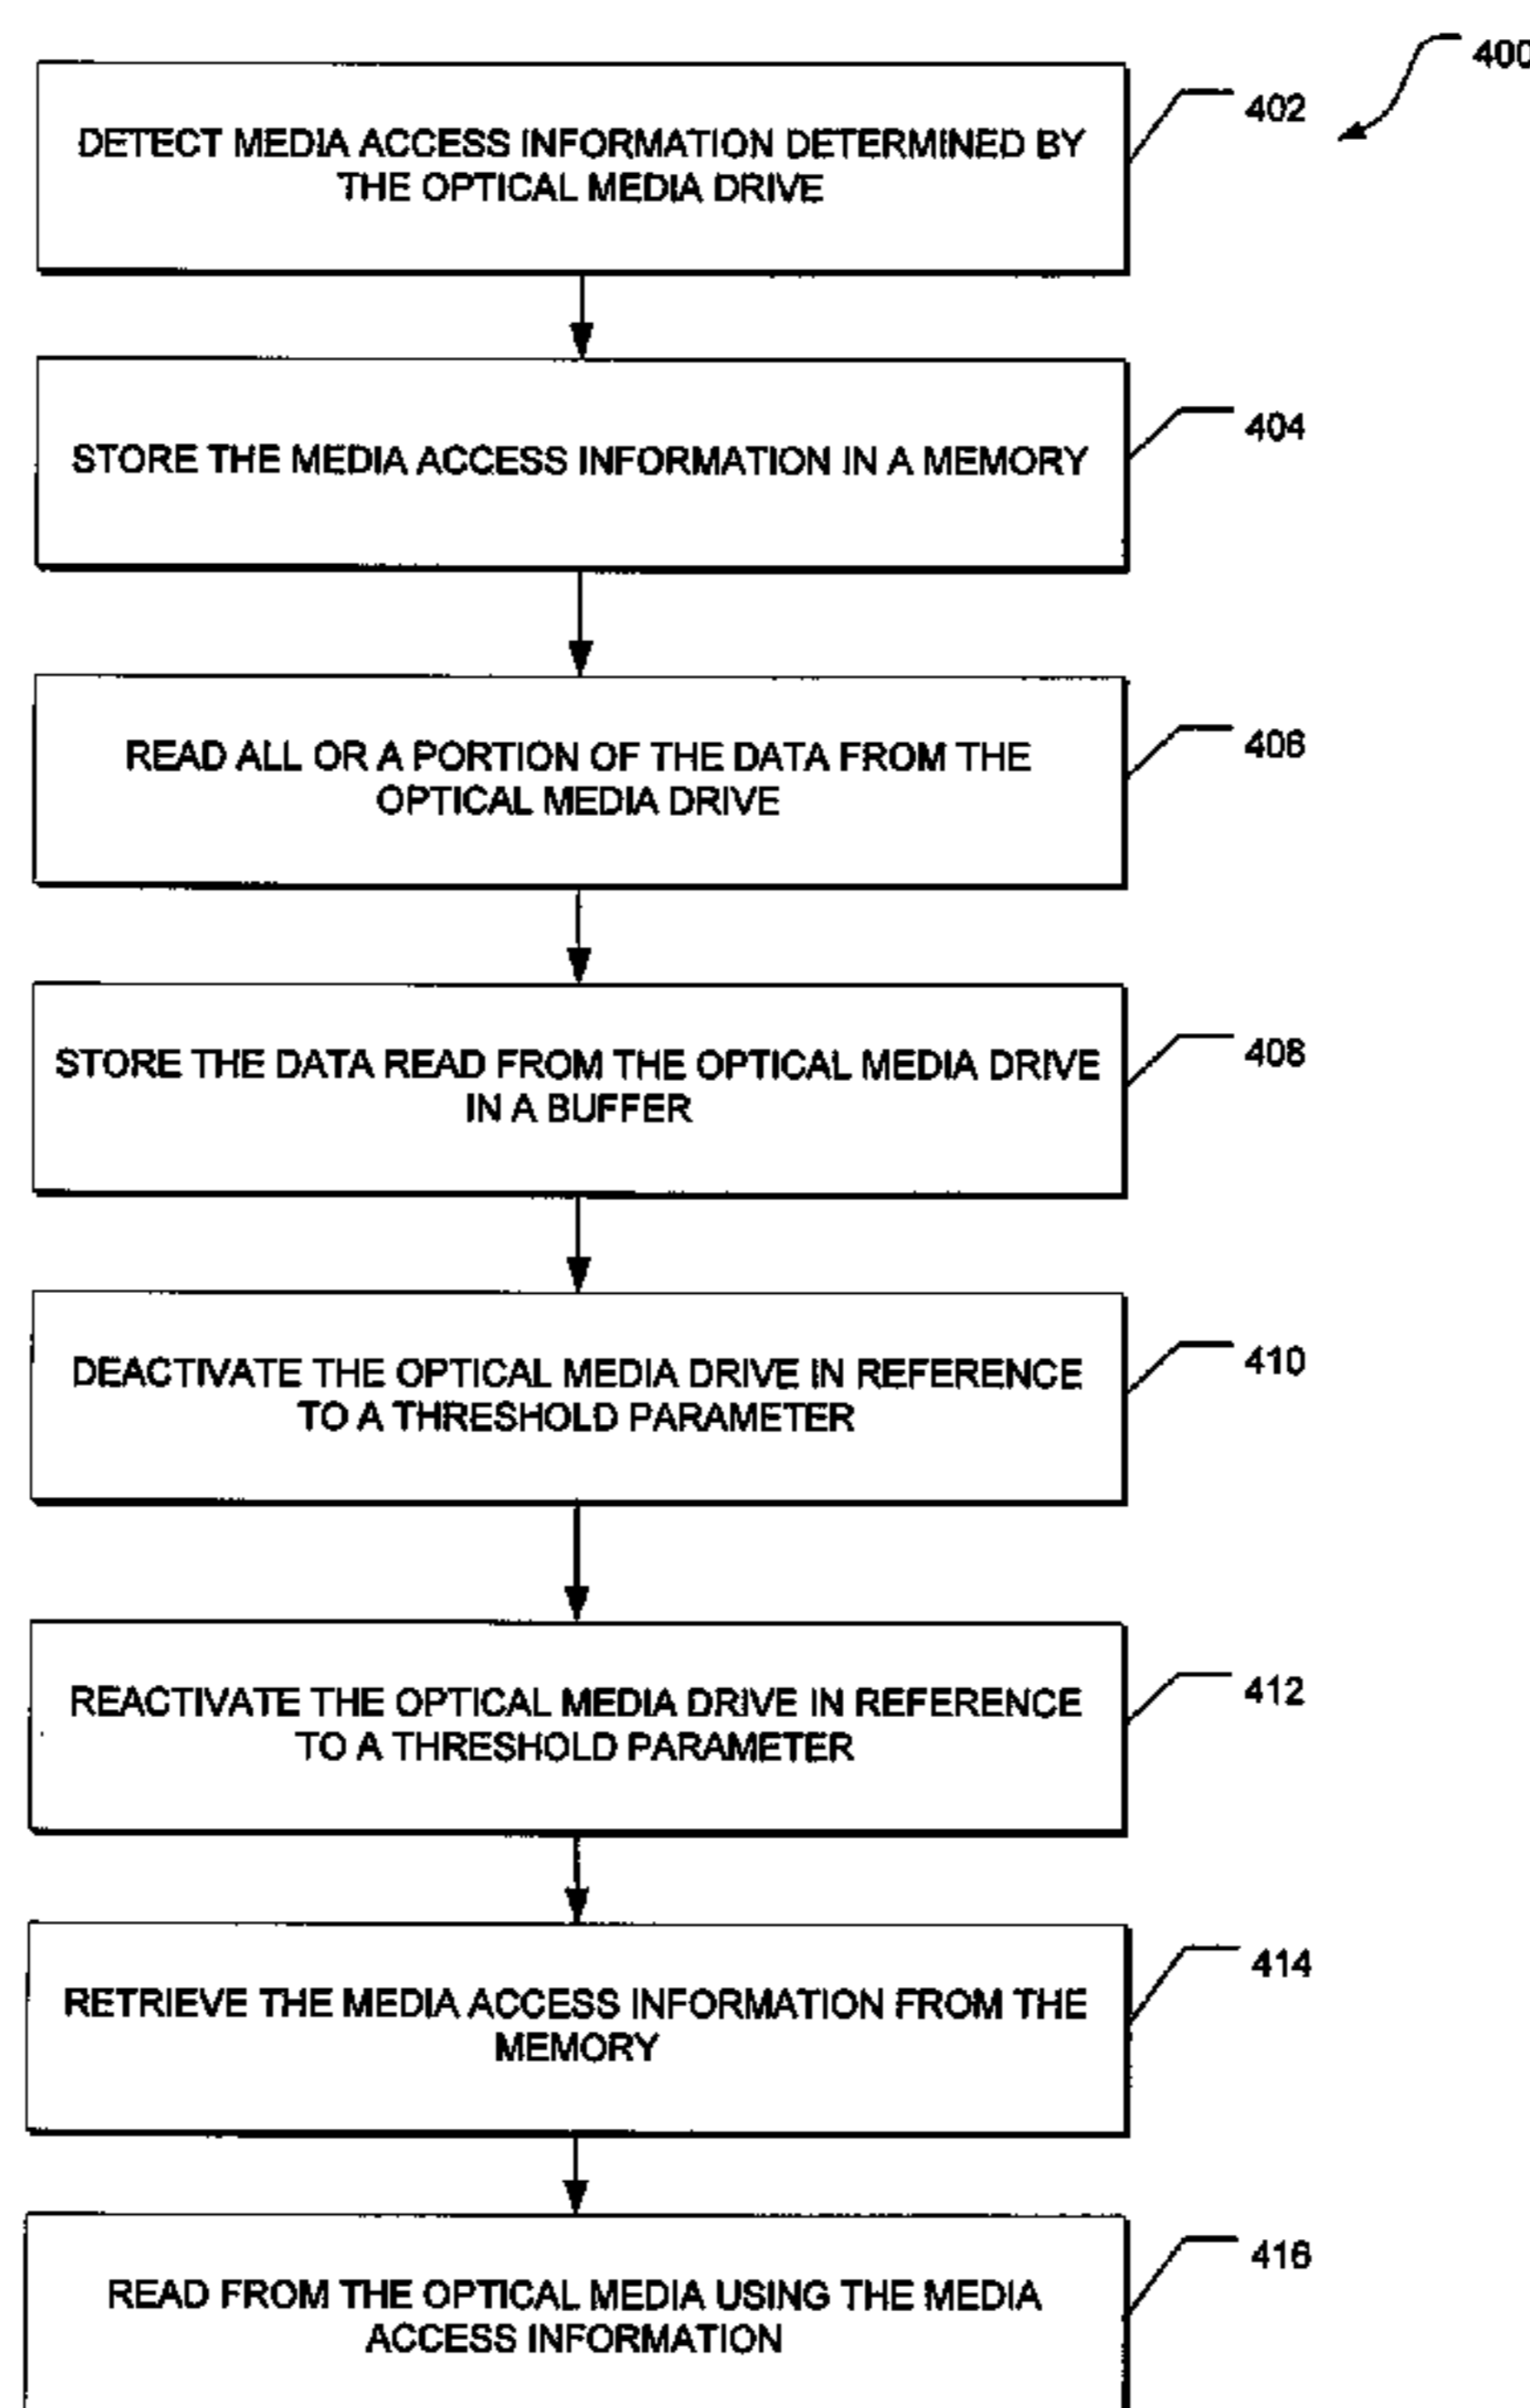 400
DETECT MEDIA ACCESS INFORMATION DETERMINED BY
THE OPTICAL MEDIA DRIVE
402
STORE THE MEDIA ACCESS INFORMATION IN A MEMORY
404
READ ALL OR A PORTION OF THE DATA FROM THE
OPTICAL MEDIA DRIVE
406
STORE THE DATA READ FROM THE OPTICAL MEDIA DRIVE
IN A BUFFER
408
DEACTIVATE THE OPTICAL MEDIA DRIVE IN REFERENCE
TO A THRESHOLD PARAMETER
410
REACTIVATE THE OPTICAL MEDIA DRIVE IN REFERENCE
TO A THRESHOLD PARAMETER
412
RETRIEVE THE MEDIA ACCESS INFORMATION FROM THE
MEMORY
414
READ FROM THE OPTICAL MEDIA USING THE MEDIA
ACCESS INFORMATION
416